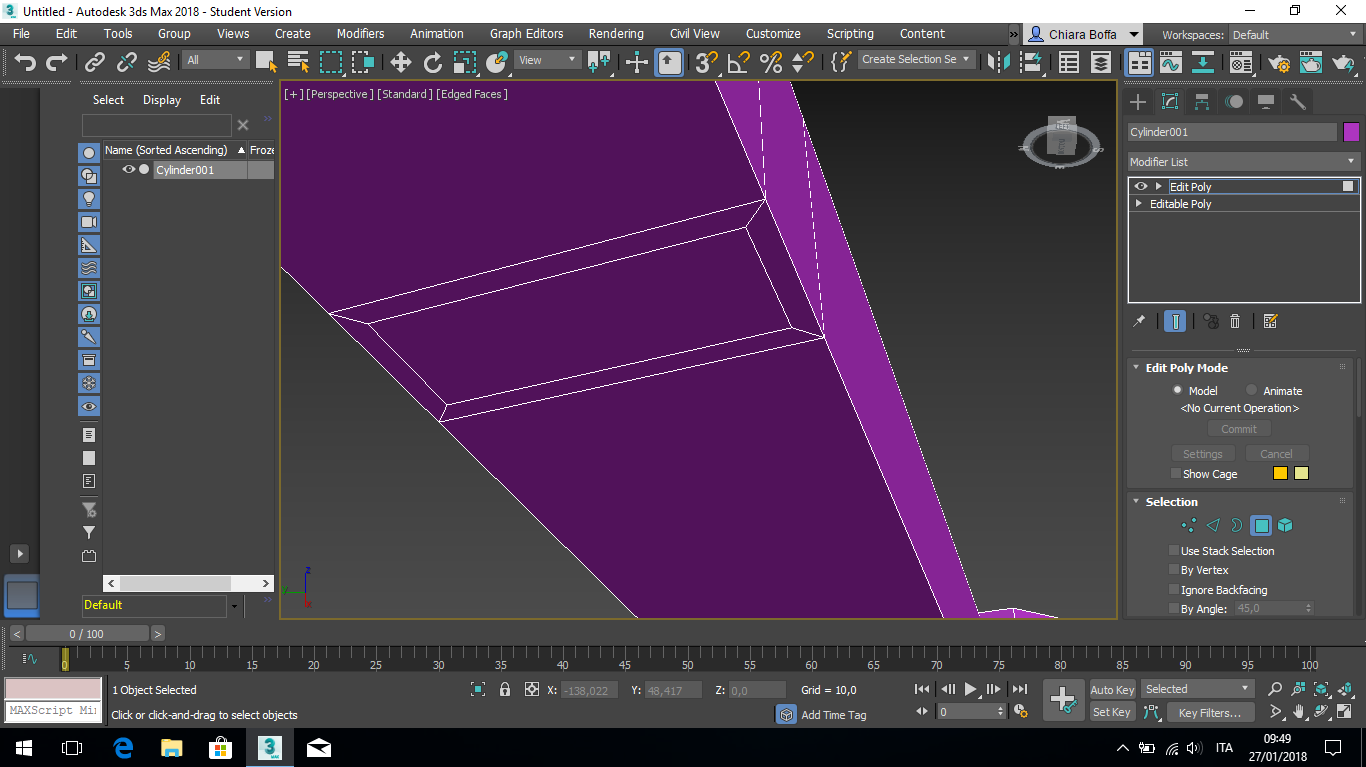 Untitled - Autodesk 3ds Max 2018 - Student Version
File Edit Tools Group Views Create Modifiers Animation Graph Editors Rendering Civil View Customize Scripting Content » Chiara Boffa Workspaces: Default
All View Create Selection Se
Select Display Edit
Name (Sorted Ascending) Froze
Cylinder001
Default
[+] [Perspective] [Standard] [Edged Faces]
z
x
Cylinder001
Modifier List
Edit Poly
Editable Poly
Edit Poly Mode
Model Animate
<No Current Operation>
Commit
Settings Cancel
Show Cage
Selection
Use Stack Selection
By Vertex
Ignore Backfacing
By Angle: 45,0
< 0 / 100 >
0 5 10 15 20 25 30 35 40 45 50 55 60 65 70 75 80 85 90 95 100
1 Object Selected X: -138,022 Y: 48,417 Z: 0,0 Grid = 10,0 Auto Key Selected
MAXScript Mi
Click or click-and-drag to select objects Add Time Tag 0 Set Key Key Filters...
3 MAX ITA 09:49
27/01/2018